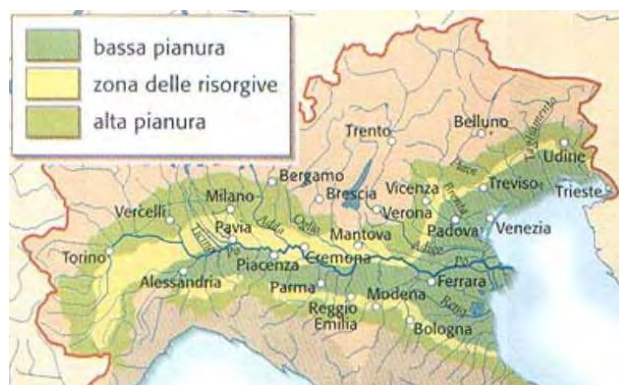 bassa pianura
zona delle risorgive
alta pianura
Trento
Belluno
Tagliamento
Udine
Bergamo
Piave
Milano
Brescia
Vicenza
Treviso
Trieste
Vercelli
Brenta
Verona
Pavia
Adda
Oglio
Padova
Venezia
Torino
Ticino
Po
Mantova
Adige
Cremona
Piacenza
Po
Alessandria
Parma
Ferrara
Modena
Reno
Reggio
Emilia
Bologna